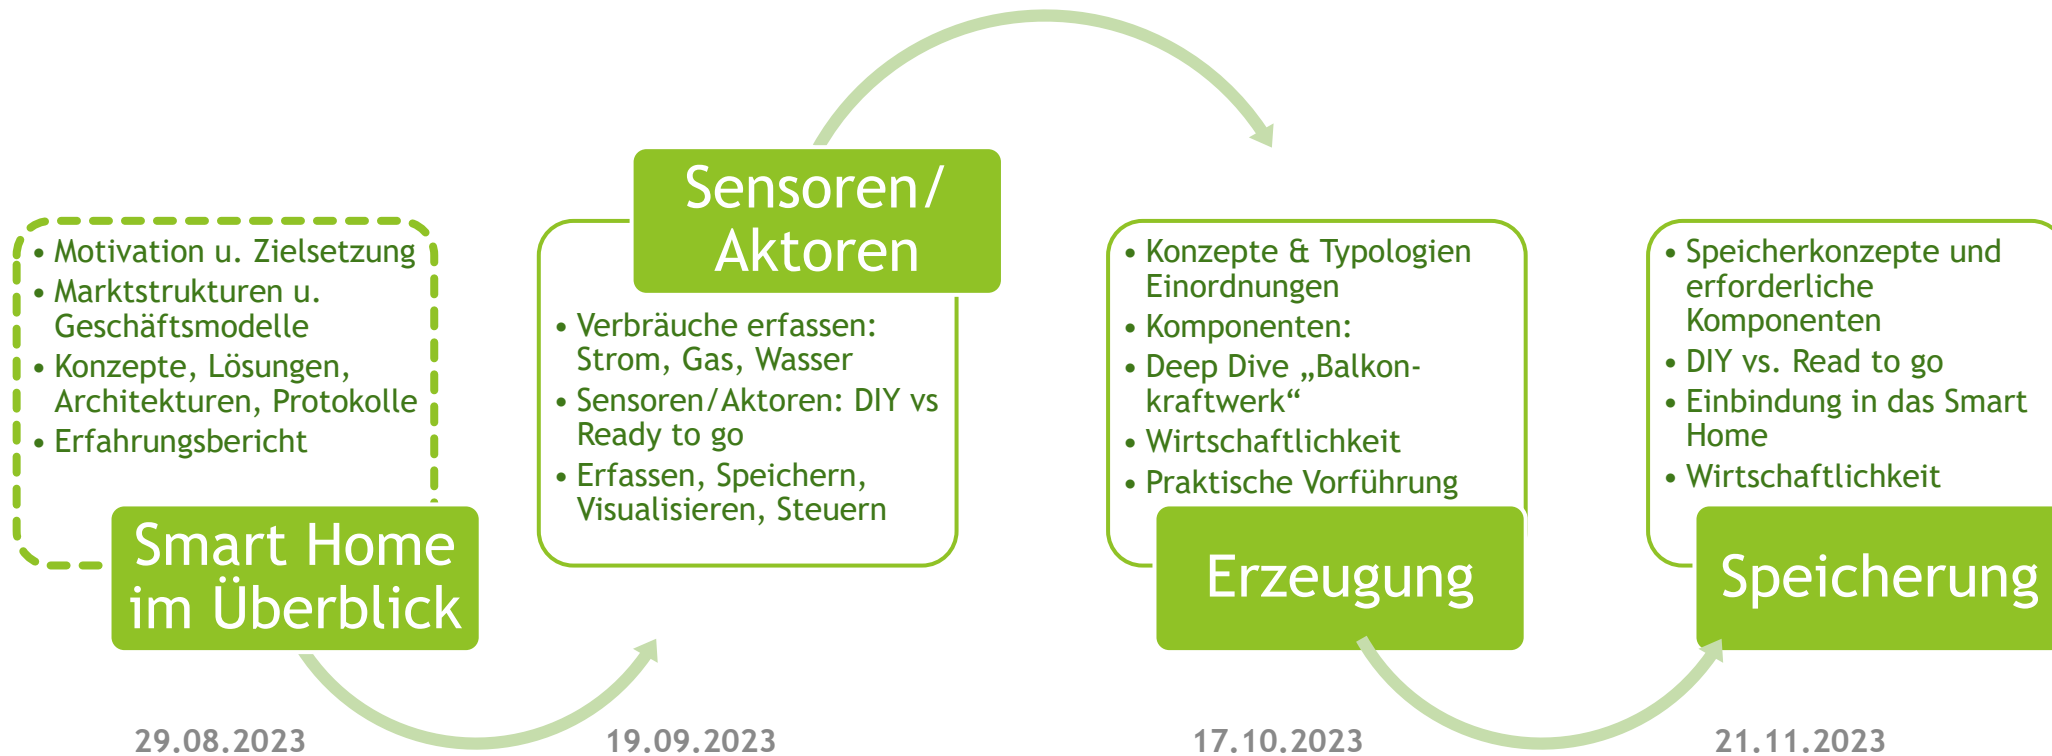 • Motivation u. Zielsetzung
• Marktstrukturen u.
Geschäftsmodelle
• Konzepte, Lösungen,
Architekturen, Protokolle
• Erfahrungsbericht
Smart Home
im Überblick
29.08.2023
Sensoren/
Aktoren
• Verbräuche erfassen:
Strom, Gas, Wasser
• Sensoren/Aktoren: DIY vs
Ready to go
• Erfassen, Speichern,
Visualisieren, Steuern
19.09.2023
• Konzepte & Typologien
Einordnungen
• Komponenten:
• Deep Dive „Balkon-
kraftwerk“
• Wirtschaftlichkeit
• Praktische Vorführung
Erzeugung
17.10.2023
• Speicherkonzepte und
erforderliche
Komponenten
• DIY vs. Read to go
• Einbindung in das Smart
Home
• Wirtschaftlichkeit
Speicherung
21.11.2023